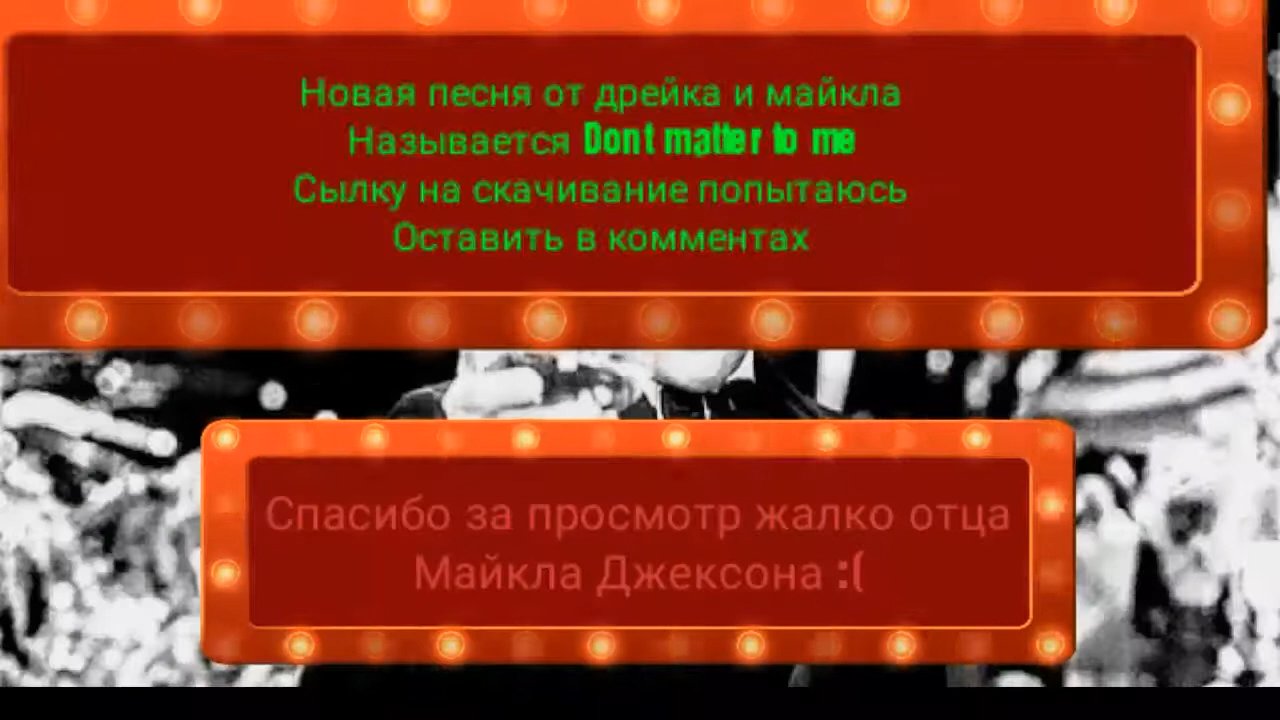 Новая песня от дрейка и майкла
Называется Dont matter to me
Сылку на скачивание попытаюсь
Оставить в комментах
Спасибо за просмотр жалко отца
Майкла Джексона :(